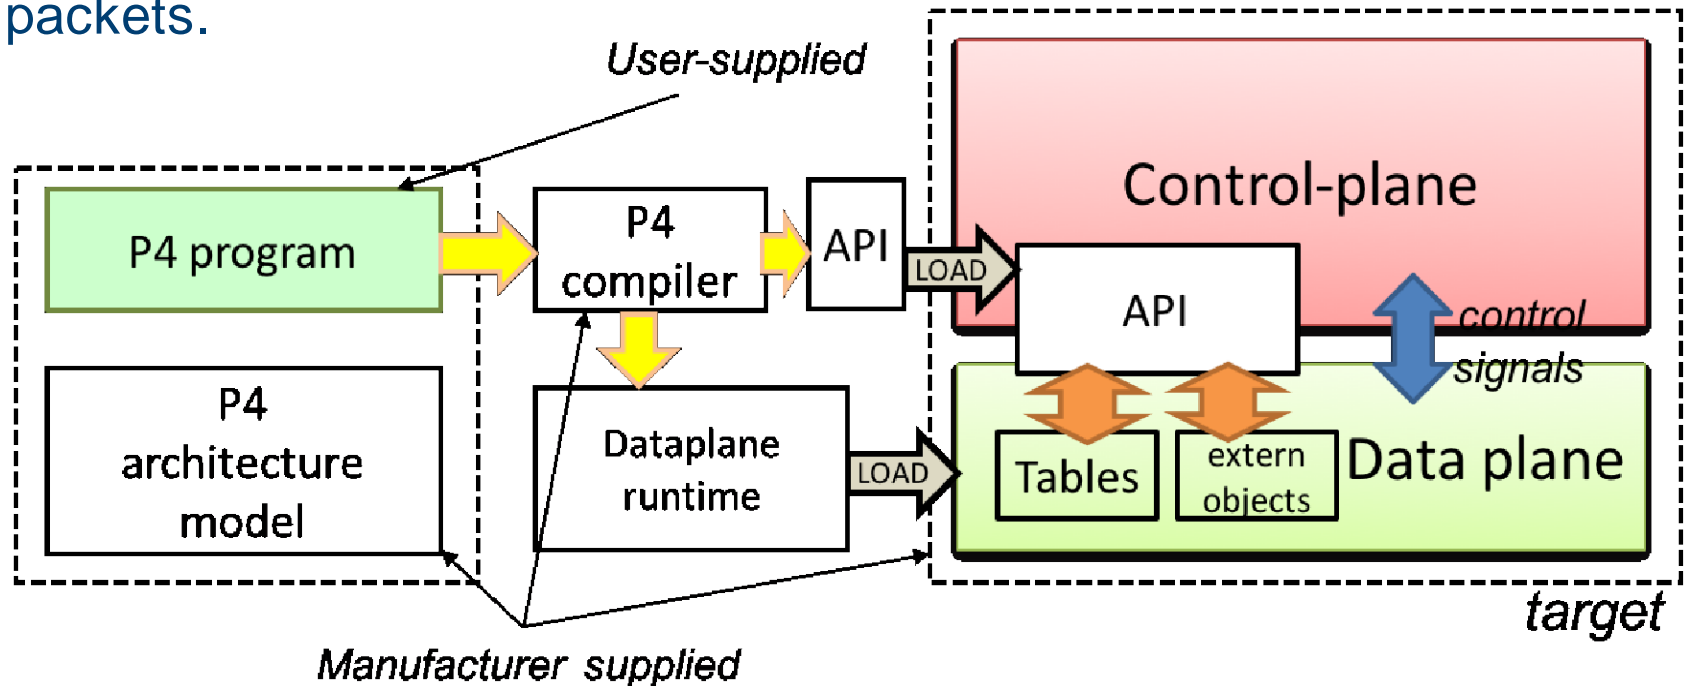 packets.
User-supplied
P4 program
P4
compiler
API
LOAD
Control-plane
API
control
signals
P4
architecture
model
Dataplane
runtime
LOAD
Tables
extern
objects
Data plane
target
Manufacturer supplied